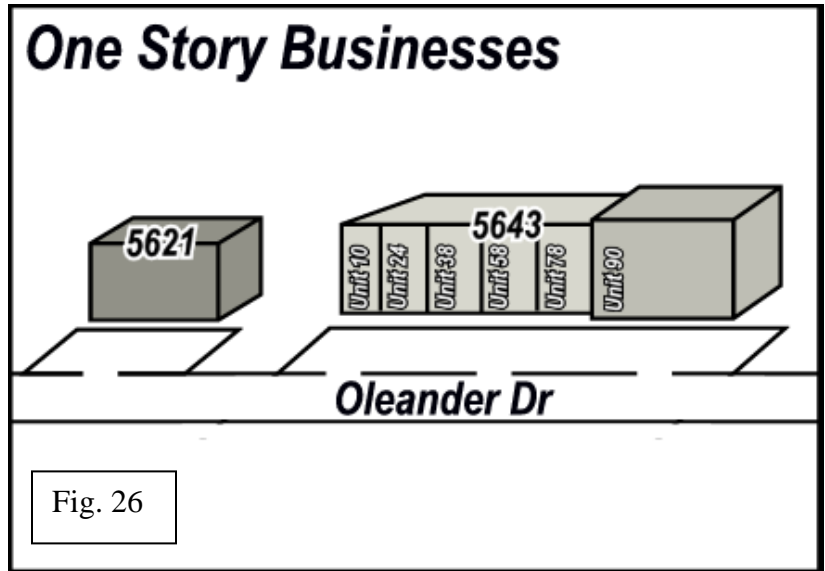 One Story Businesses
5621
5643
Unit 10
Unit 24
Unit 38
Unit 58
Unit 78
Unit 90
Oleander Dr
Fig. 26